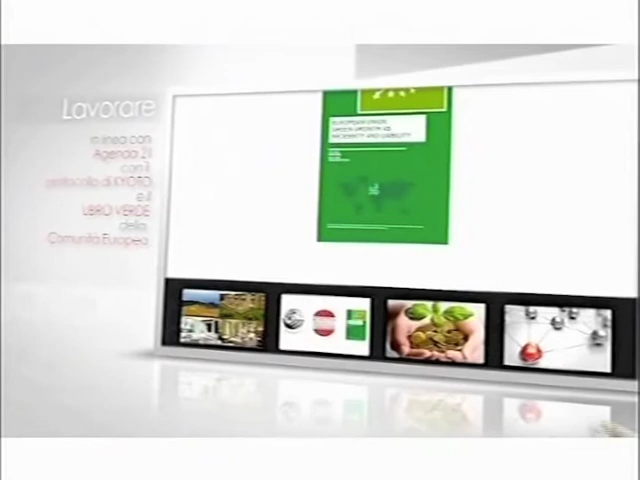 Lavorare
in linea con
Agenda 21
con il
protocollo di KYOTO
e il
LIBRO VERDE
della
Comunità Europea